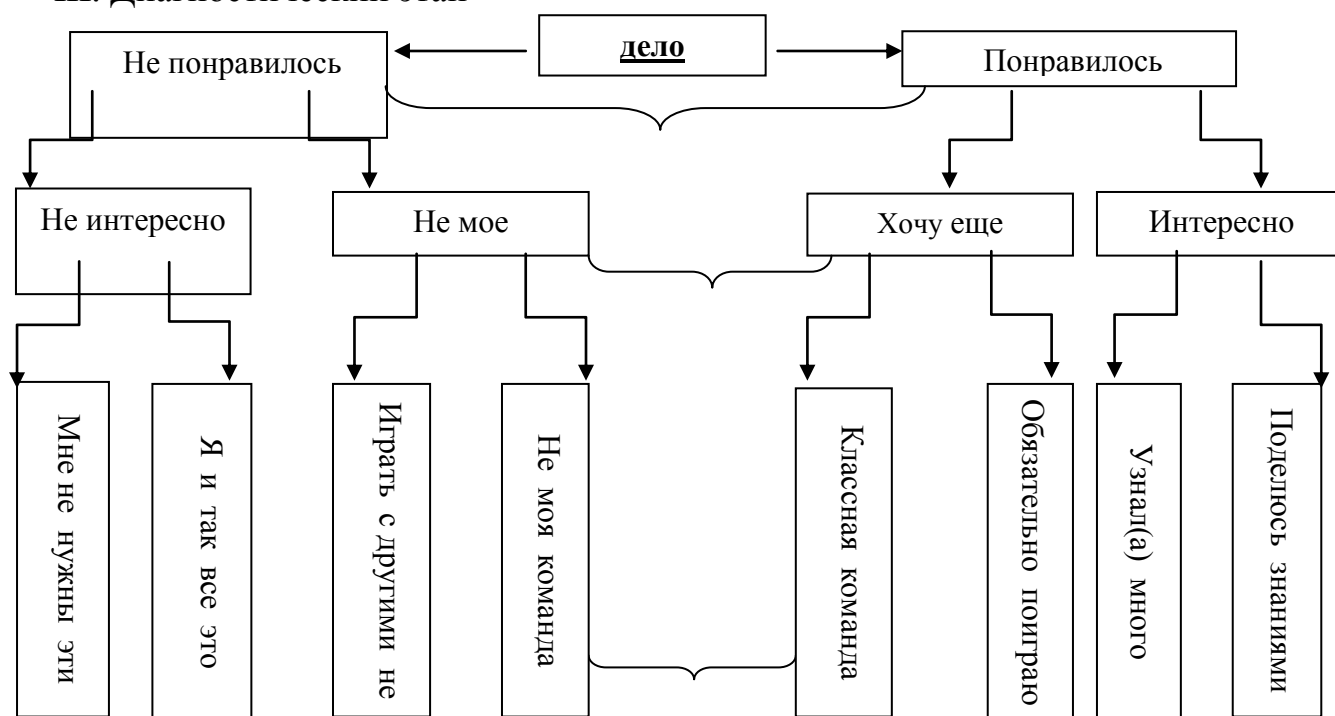 III. Диагностический этап
дело
Не понравилось
Понравилось
Не интересно
Не мое
Хочу еще
Интересно
Мне не нужны эти
Я и так все это
Играть с другими не
Не моя команда
Классная команда
Обязательно поиграю
Узнал(а) много
Поделюсь знаниями